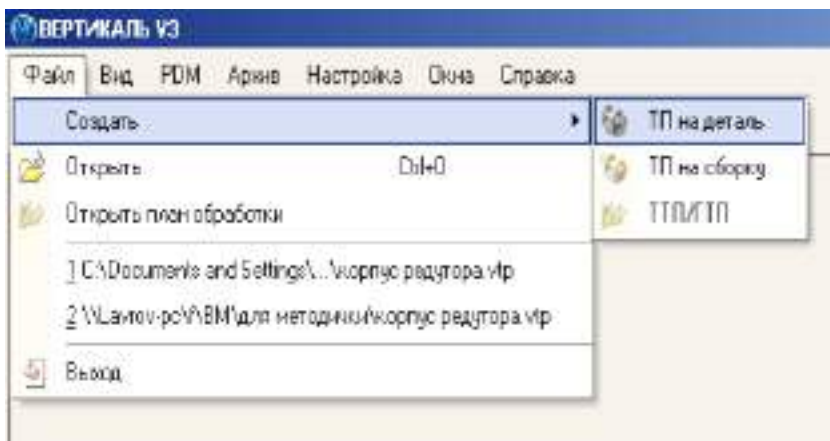 ВЕРТИКАЛЬ V3
Файл Вид PDM Архив Настройка Окна Справка
Создать ТП на деталь
Открыть Ctrl+O ТП на сборку
Открыть план обработки ТТП/ГТП
1 C:\Documents and Settings\...\корпус редутора.vtp
2 \\Lavrov-pc\f\ВМ\для методички\корпус редутора.vtp
Выход